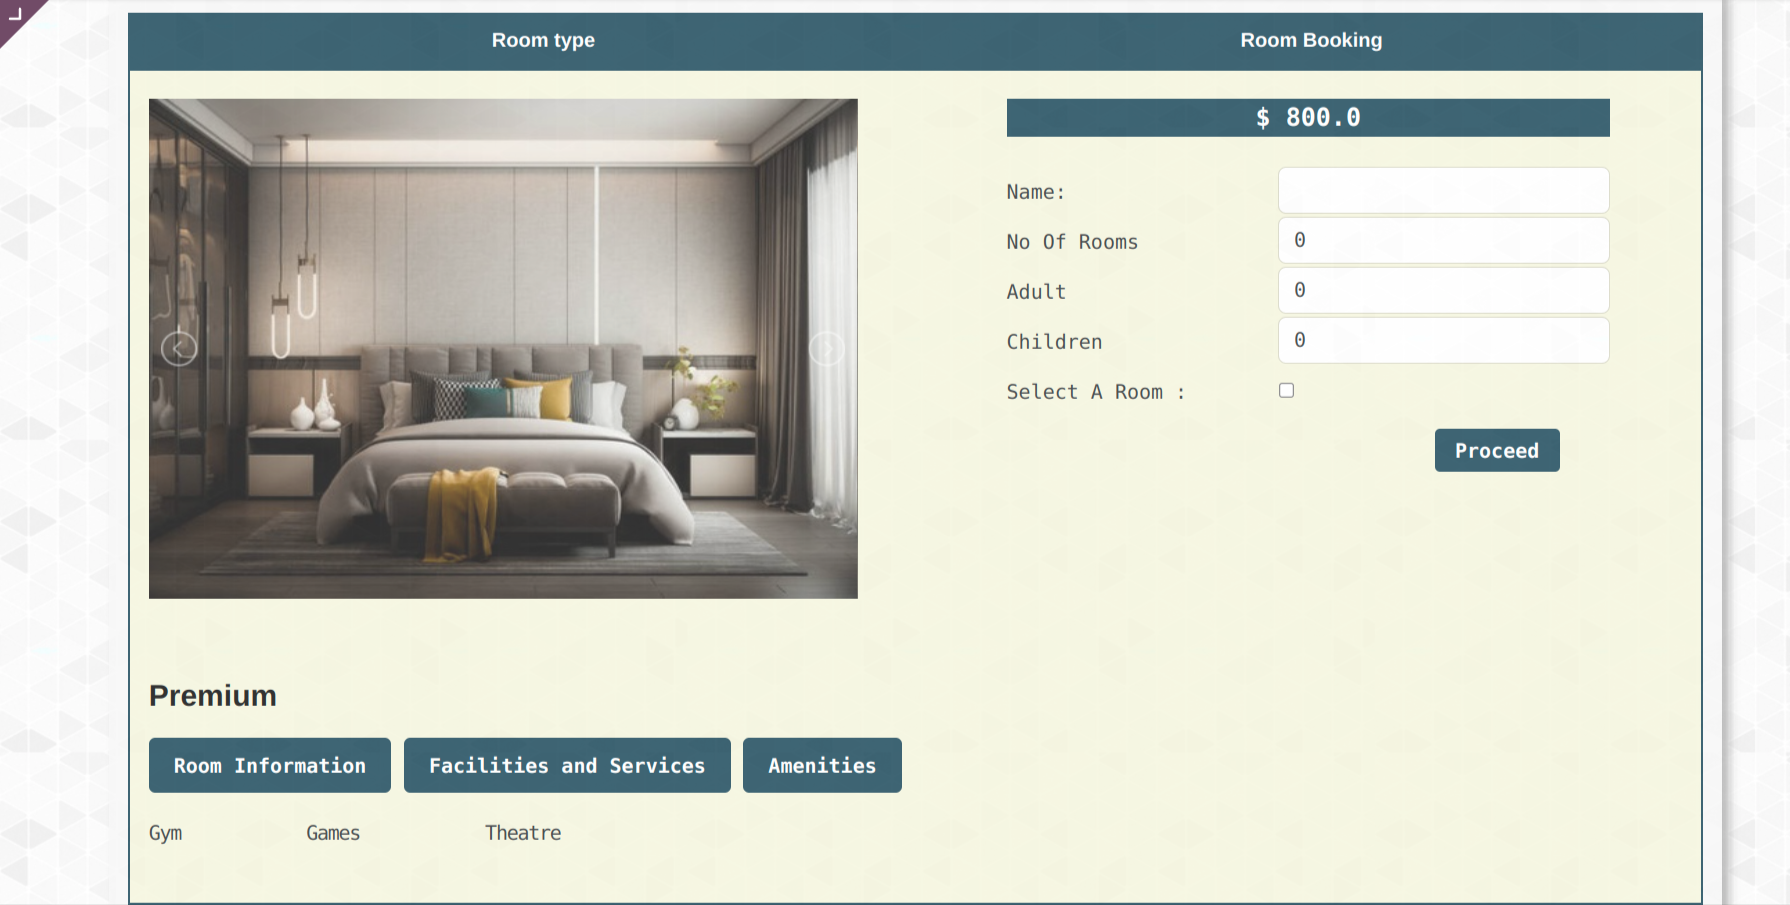 Room type
Room Booking
$ 800.0
Name:
No Of Rooms 0
Adult 0
Children 0
Select A Room :
Proceed
Premium
Room Information Facilities and Services Amenities
Gym Games Theatre